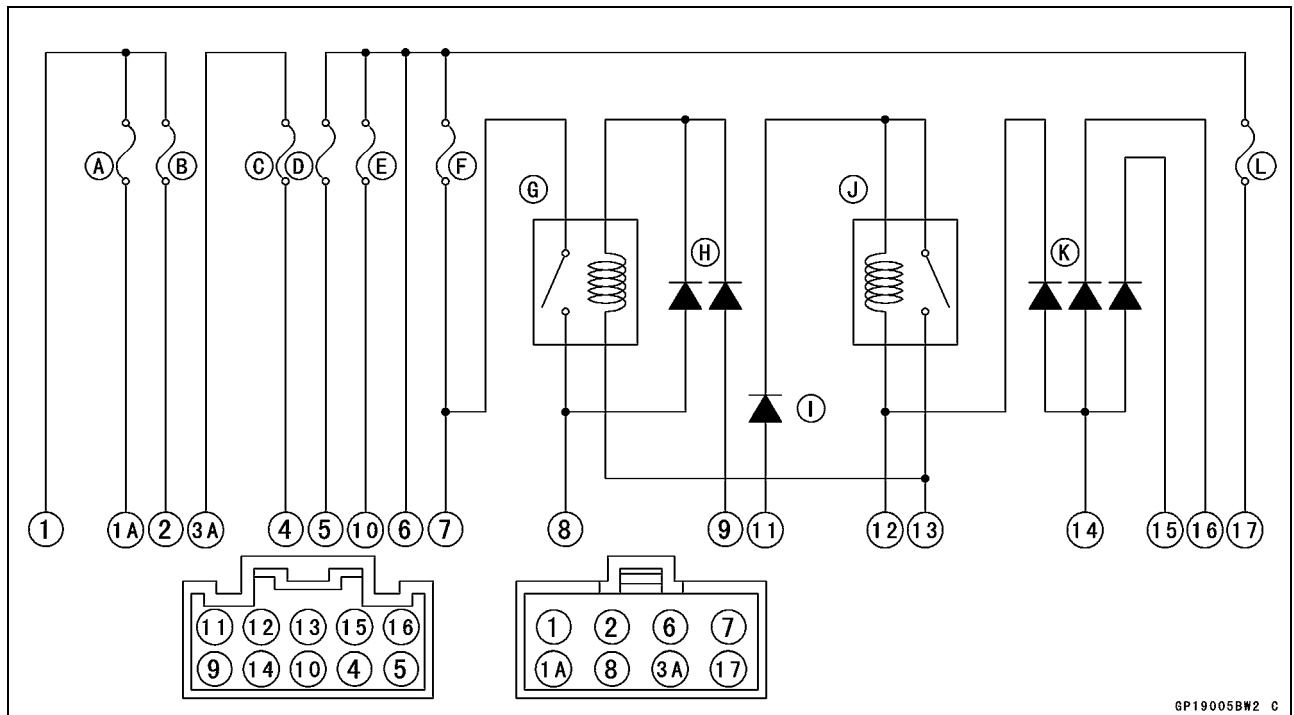 A B C D E F L
G J
H K
I
1 1A 2 3A 4 5 10 6 7 8 9 11 12 13 14 15 16 17
11 12 13 15 16
9 14 10 4 5
1 2 6 7
1A 8 3A 17
GP19005BW2 C